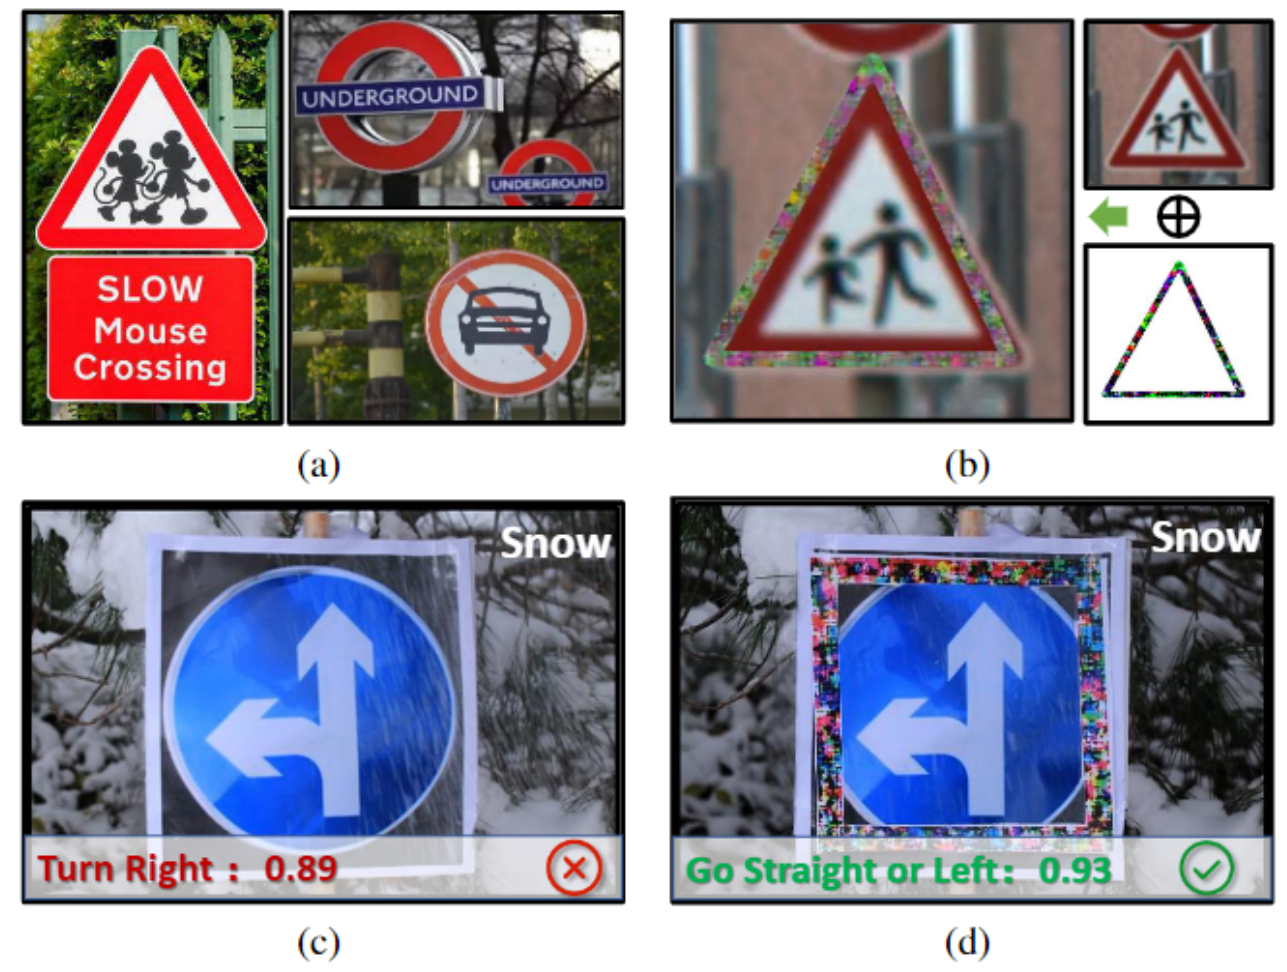 SLOW
Mouse
Crossing
UNDERGROUND
UNDERGROUND
(a)
(b)
Snow
Turn Right : 0.89
(c)
Snow
Go Straight or Left: 0.93
(d)